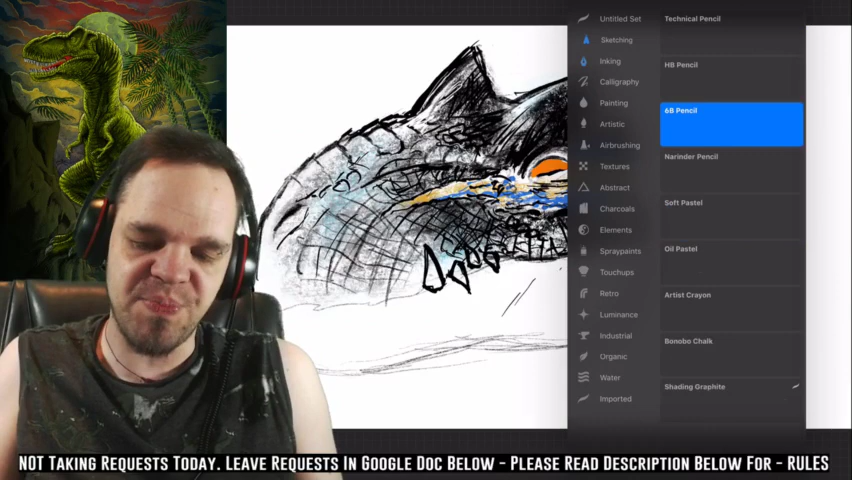 Untitled Set
Sketching
Inking
Calligraphy
Painting
Artistic
Airbrushing
Textures
Abstract
Charcoals
Elements
Spraypaints
Touchups
Retro
Luminance
Industrial
Organic
Water
Imported
Technical Pencil
HB Pencil
6B Pencil
Narinder Pencil
Soft Pastel
Oil Pastel
Artist Crayon
Bonobo Chalk
Shading Graphite
NOT Taking Requests Today. Leave Requests In Google Doc Below - Please Read Description Below For - RULES